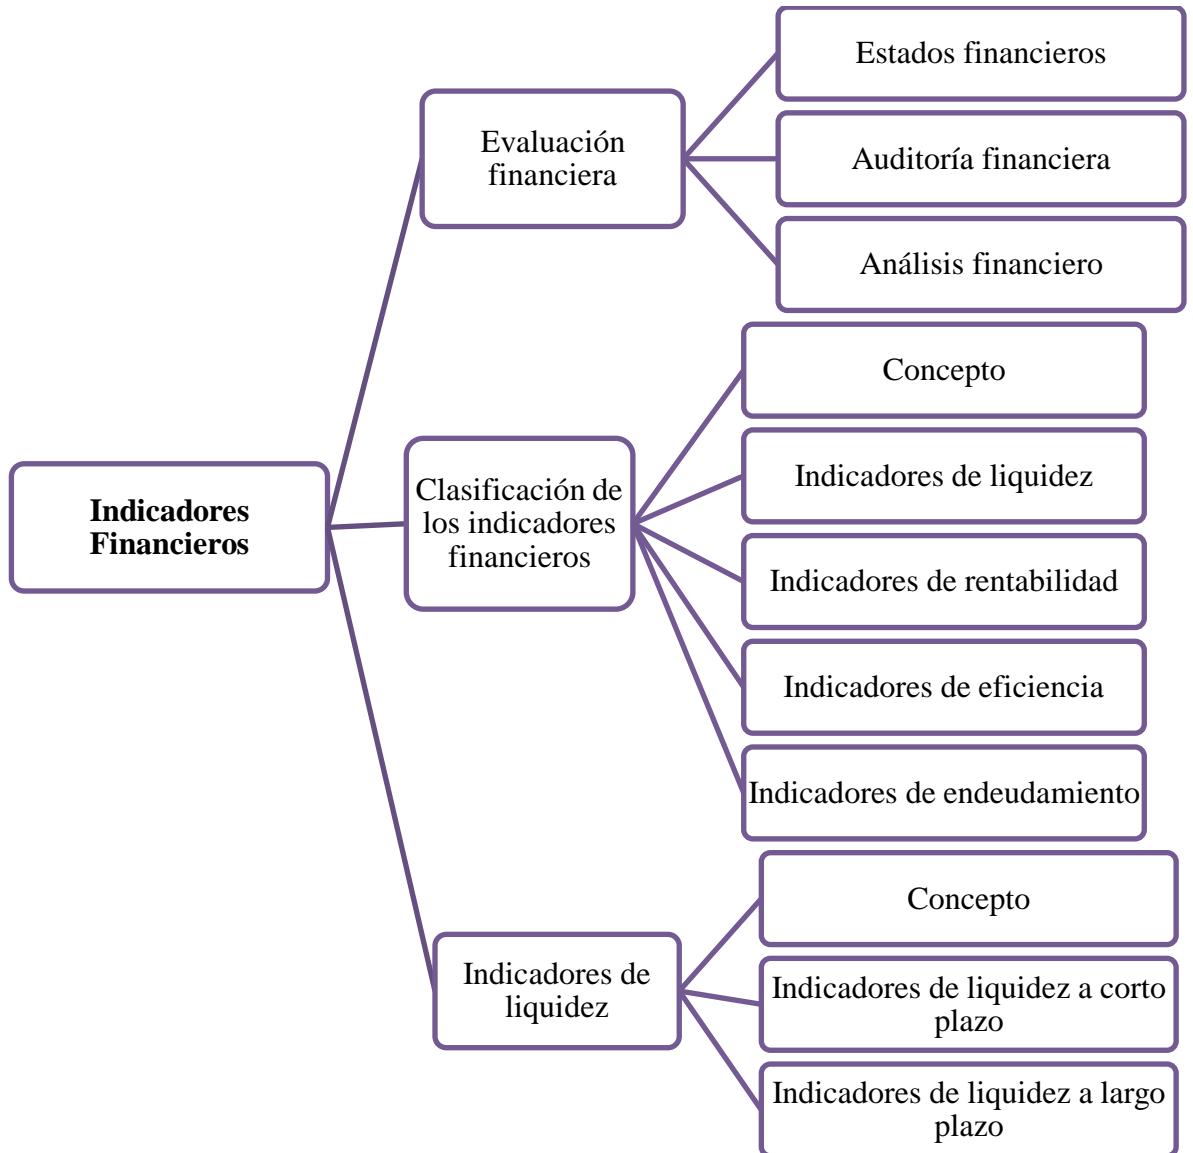 Indicadores
Financieros
Evaluación
financiera
Estados financieros
Auditoría financiera
Análisis financiero
Clasificación de
los indicadores
financieros
Concepto
Indicadores de liquidez
Indicadores de rentabilidad
Indicadores de eficiencia
Indicadores de endeudamiento
Indicadores de
liquidez
Concepto
Indicadores de liquidez a corto
plazo
Indicadores de liquidez a largo
plazo